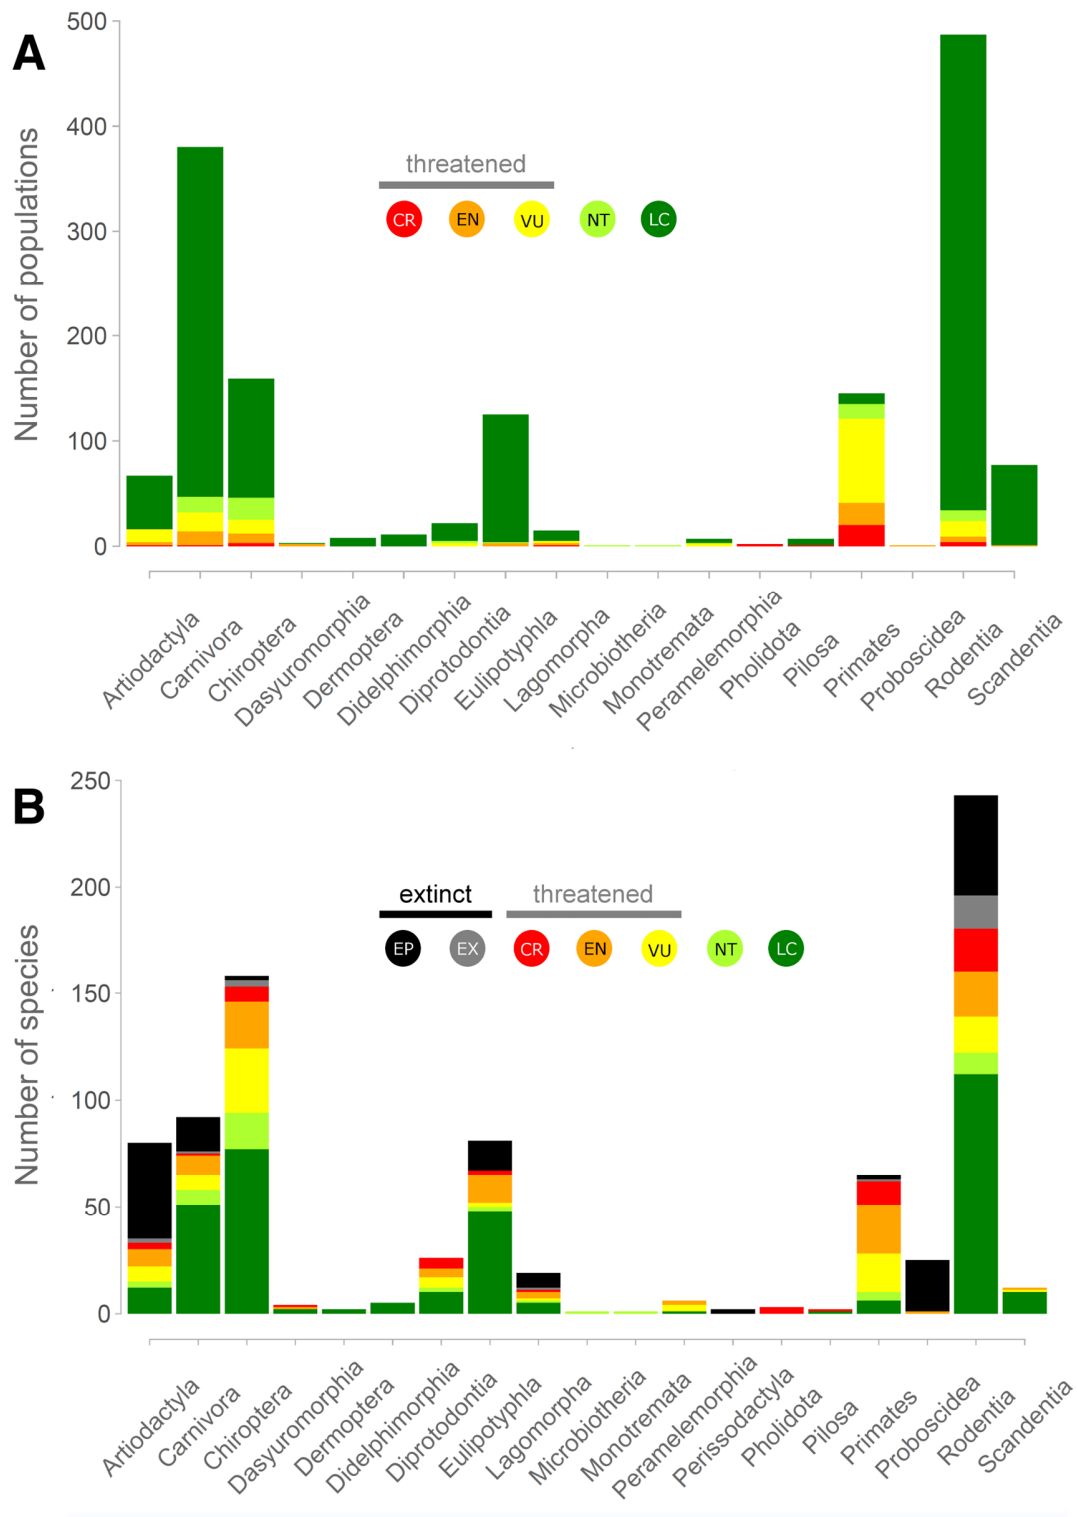 A
Number of populations
500
400
300
200
100
0
threatened
CR EN VU NT LC
Artiodactyla
Carnivora
Chiroptera
Dasyuromorphia
Dermoptera
Didelphimorphia
Diprotodontia
Eulipotyphla
Lagomorpha
Microbiotheria
Monotremata
Peramelemorphia
Pholidota
Pilosa
Primates
Proboscidea
Rodentia
Scandentia
B
Number of species
250
200
150
100
50
0
extinct threatened
EP EX CR EN VU NT LC
Artiodactyla
Carnivora
Chiroptera
Dasyuromorphia
Dermoptera
Didelphimorphia
Diprotodontia
Eulipotyphla
Lagomorpha
Microbiotheria
Monotremata
Peramelemorphia
Perissodactyla
Pholidota
Pilosa
Primates
Proboscidea
Rodentia
Scandentia